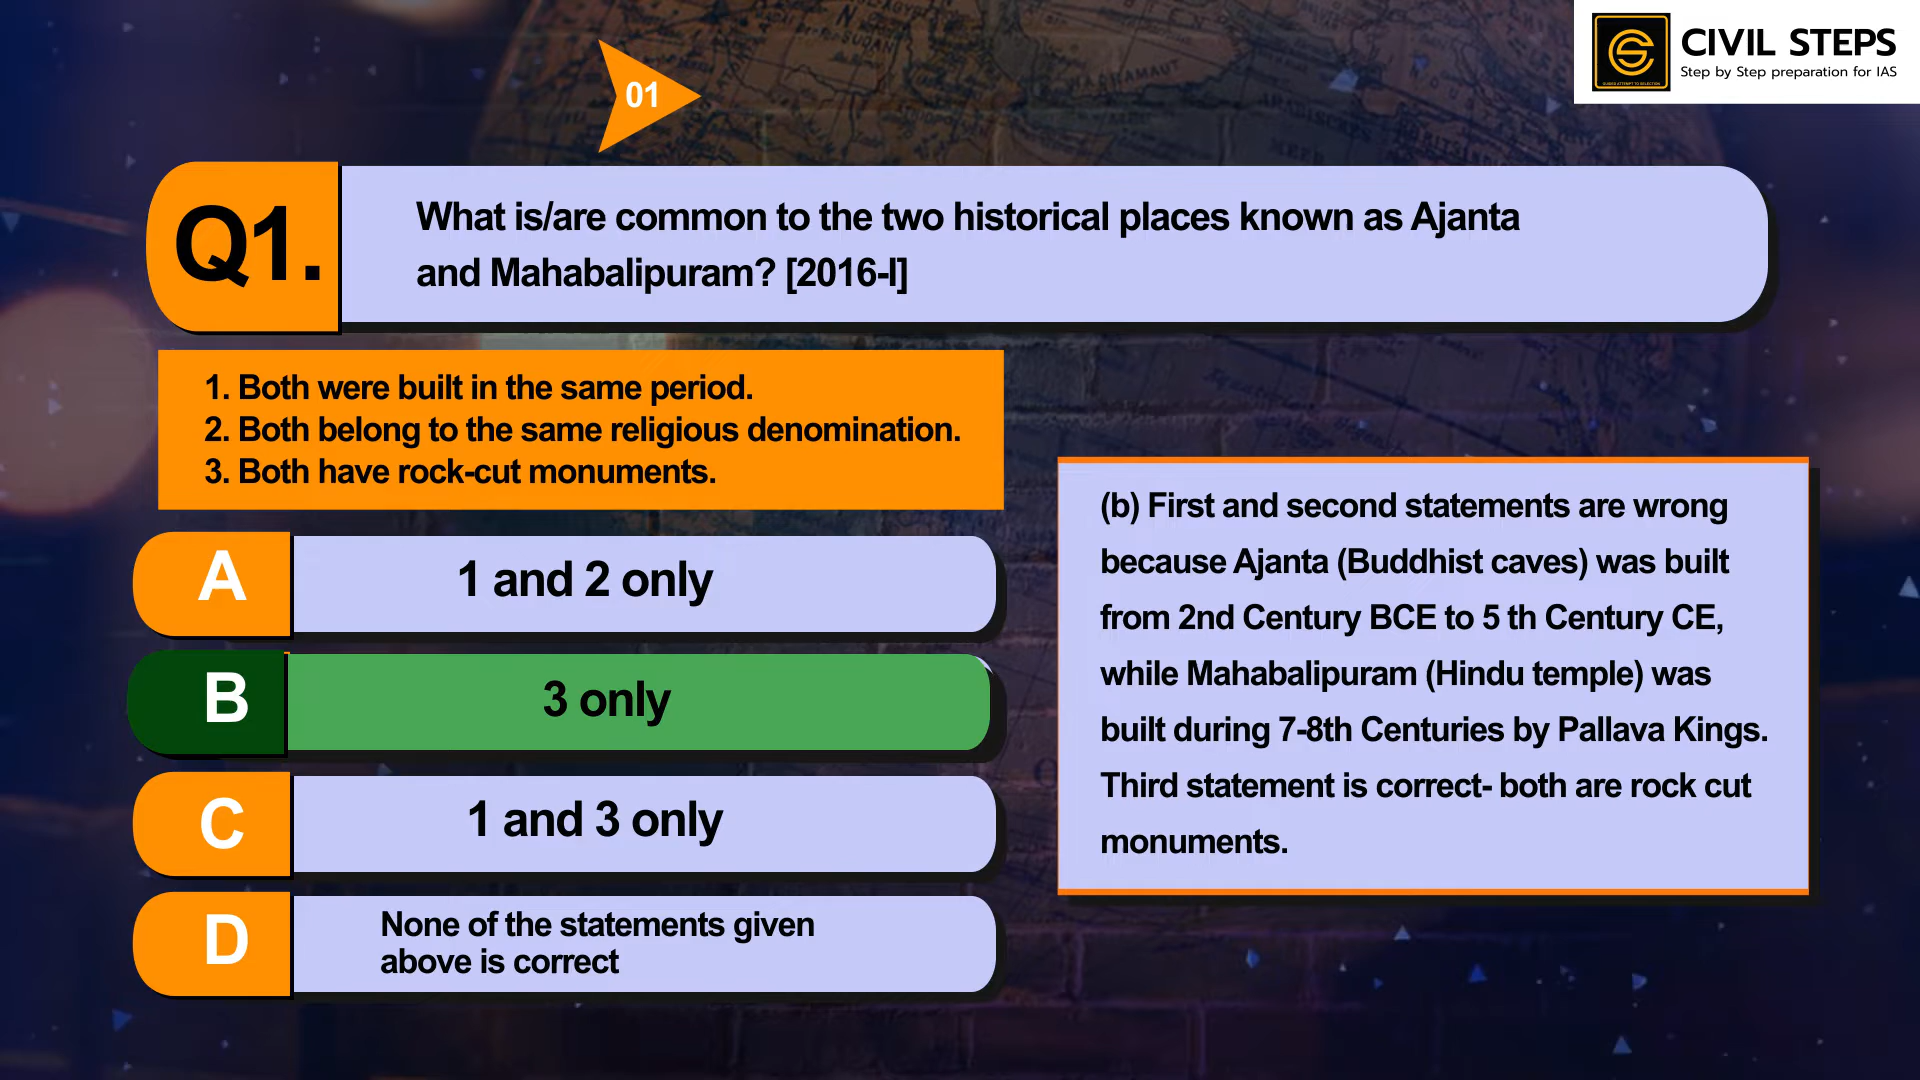 01
CIVIL STEPS
Step by Step preparation for IAS
Q1.
What is/are common to the two historical places known as Ajanta
and Mahabalipuram? [2016-I]
1. Both were built in the same period.
2. Both belong to the same religious denomination.
3. Both have rock-cut monuments.
A
1 and 2 only
B
3 only
C
1 and 3 only
D
None of the statements given
above is correct
(b) First and second statements are wrong
because Ajanta (Buddhist caves) was built
from 2nd Century BCE to 5 th Century CE,
while Mahabalipuram (Hindu temple) was
built during 7-8th Centuries by Pallava Kings.
Third statement is correct- both are rock cut
monuments.